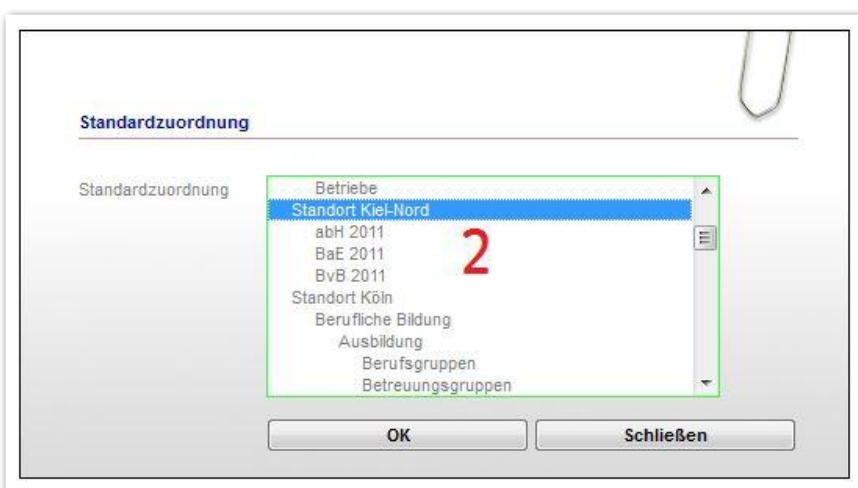 Standardzuordnung
Standardzuordnung
Betriebe
Standort Kiel-Nord
abH 2011
BaE 2011
BvB 2011
2
Standort Köln
Berufliche Bildung
Ausbildung
Berufsgruppen
Betreuungsgruppen
OK
Schließen